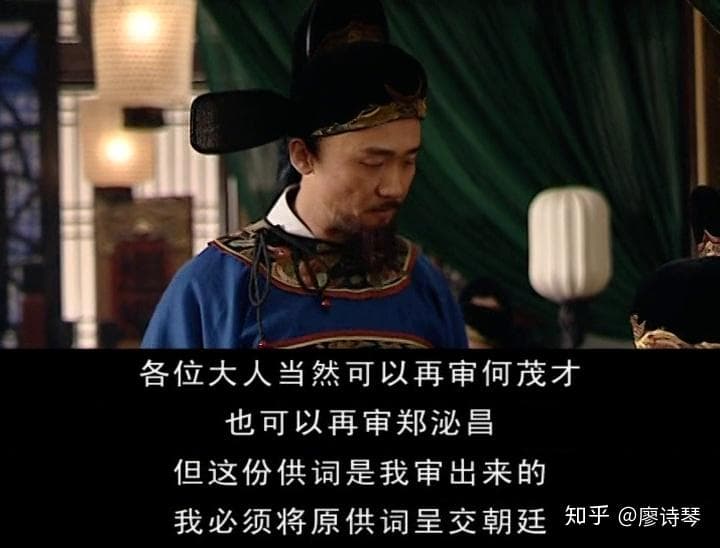 各位大人当然可以再审何茂才
也可以再审郑泌昌
但这份供词是我审出来的
我必须将原供词呈交朝廷
知乎 @廖诗琴